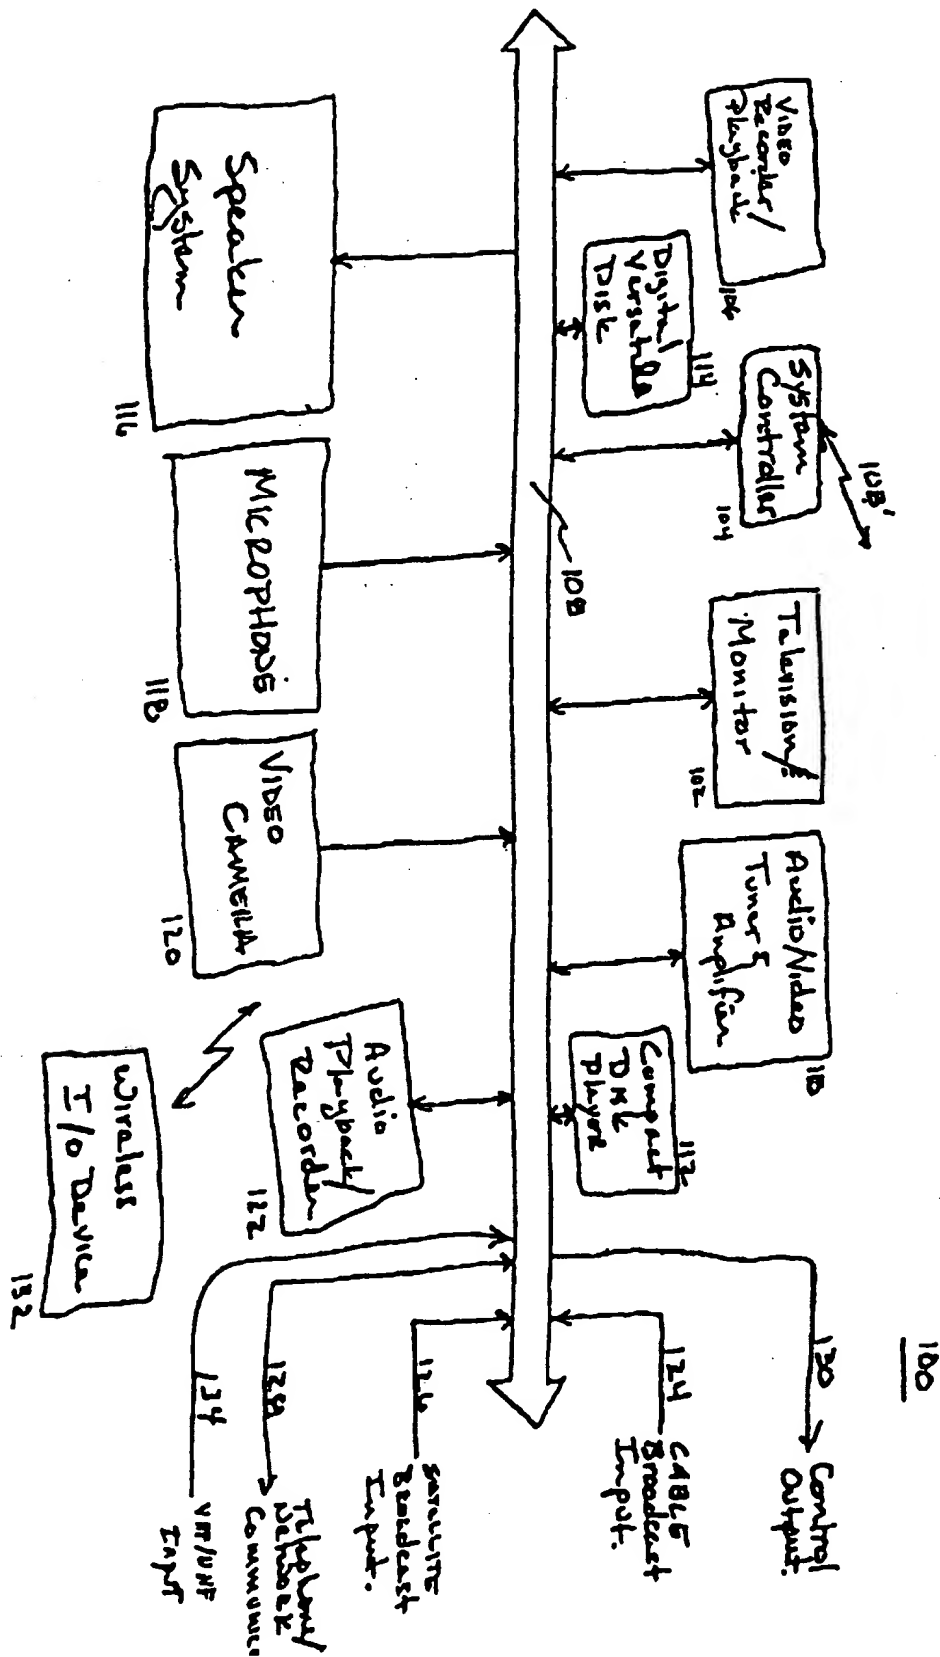 100
Video
Recorder/
Playback
106
Digital
Versatile
Disk
114
System
Controller
104
108'
Television/
Monitor
102
Audio/Video
Tuner &
Amplifier
110
Compact
Disk
Player
112
108
130
Control
Output.
124
CABLE
Broadcast
Input.
Speaker
System
116
MICROPHONE
118
VIDEO
CAMERA
120
Audio
Playback/
Recorder
122
Wireless
I/O Device
132
126
SATELLITE
Broadcast
Input.
128
Telephone/
Network
134
VHF/UHF
Input